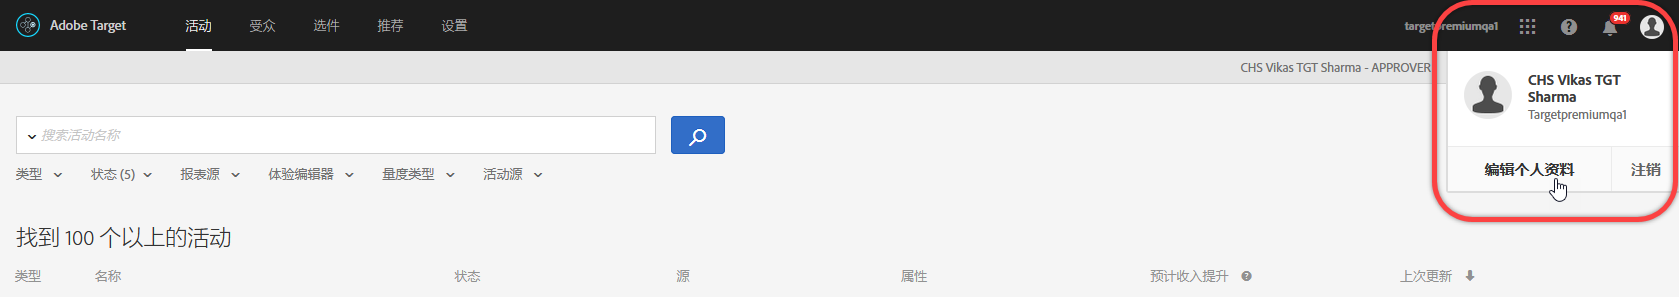 Adobe Target 活动 受众 选件 推荐 设置 targetpremiumqa1 941
CHS Vikas TGT Sharma - APPROVER
CHS VIkas TGT
Sharma
Targetpremiumqa1
编辑个人资料 注销
搜索活动名称
类型 状态 (5) 报表源 体验编辑器 量度类型 活动源
找到 100 个以上的活动
类型 名称 状态 源 属性 预计收入提升 上次更新